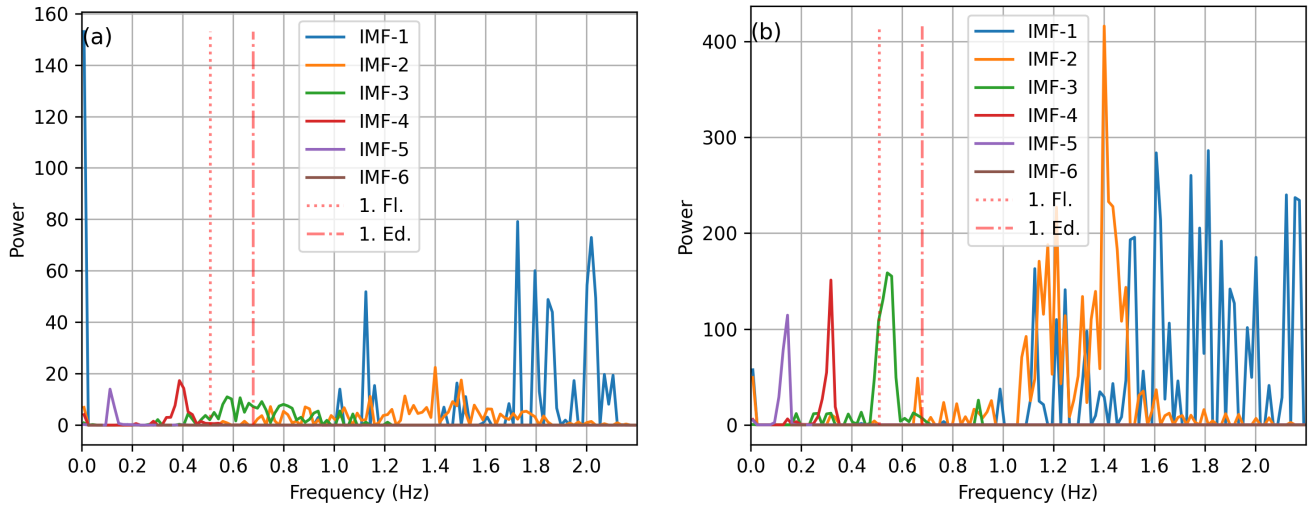 (a)
160
140
120
100
80
60
40
20
0
Power
0.0 0.2 0.4 0.6 0.8 1.0 1.2 1.4 1.6 1.8 2.0
Frequency (Hz)
IMF-1
IMF-2
IMF-3
IMF-4
IMF-5
IMF-6
1. Fl.
1. Ed.
(b)
400
300
200
100
0
Power
0.0 0.2 0.4 0.6 0.8 1.0 1.2 1.4 1.6 1.8 2.0
Frequency (Hz)
IMF-1
IMF-2
IMF-3
IMF-4
IMF-5
IMF-6
1. Fl.
1. Ed.